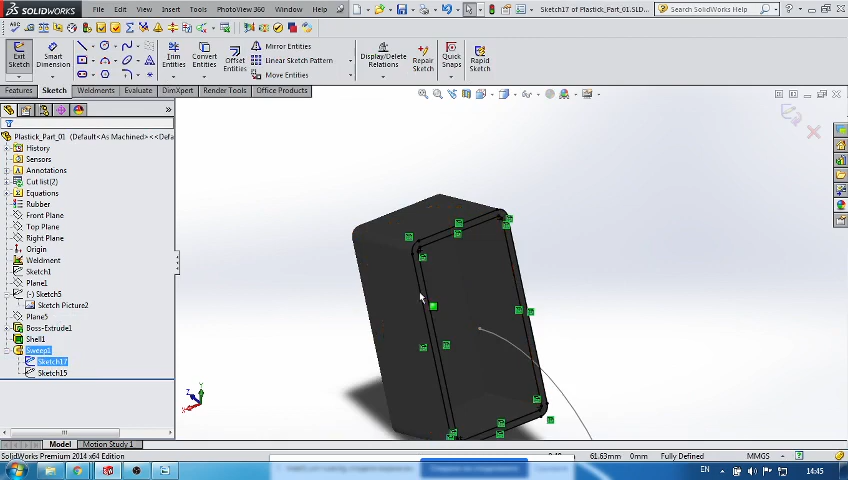 SOLIDWORKS File Edit View Insert Tools PhotoView 360 Window Help Sketch17 of Plastick_Part_01.SLD... Search SolidWorks Help
Exit Sketch Smart Dimension Trim Entities Convert Entities Offset Entities Mirror Entities Linear Sketch Pattern Move Entities Display/Delete Relations Repair Sketch Quick Snaps Rapid Sketch
Features Sketch Weldments Evaluate DimXpert Render Tools Office Products
Plastick_Part_01 (Default<As Machined><<Defa
History
Sensors
Annotations
Cut list(2)
Equations
Rubber
Front Plane
Top Plane
Right Plane
Origin
Weldment
Sketch1
Plane1
(-) Sketch5
Sketch Picture2
Plane5
Boss-Extrude1
Shell1
Sweep1
Sketch17
Sketch15
Model Motion Study 1
SolidWorks Premium 2014 x64 Edition 61.63mm 0mm Fully Defined MMGS
EN 14:45